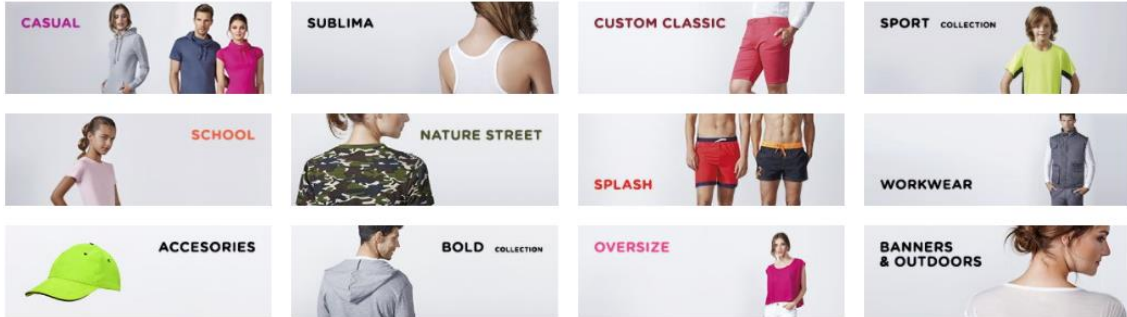 CASUAL
SUBLIMA
CUSTOM CLASSIC
SPORT COLLECTION
SCHOOL
NATURE STREET
SPLASH
WORKWEAR
ACCESORIES
BOLD COLLECTION
OVERSIZE
BANNERS
& OUTDOORS